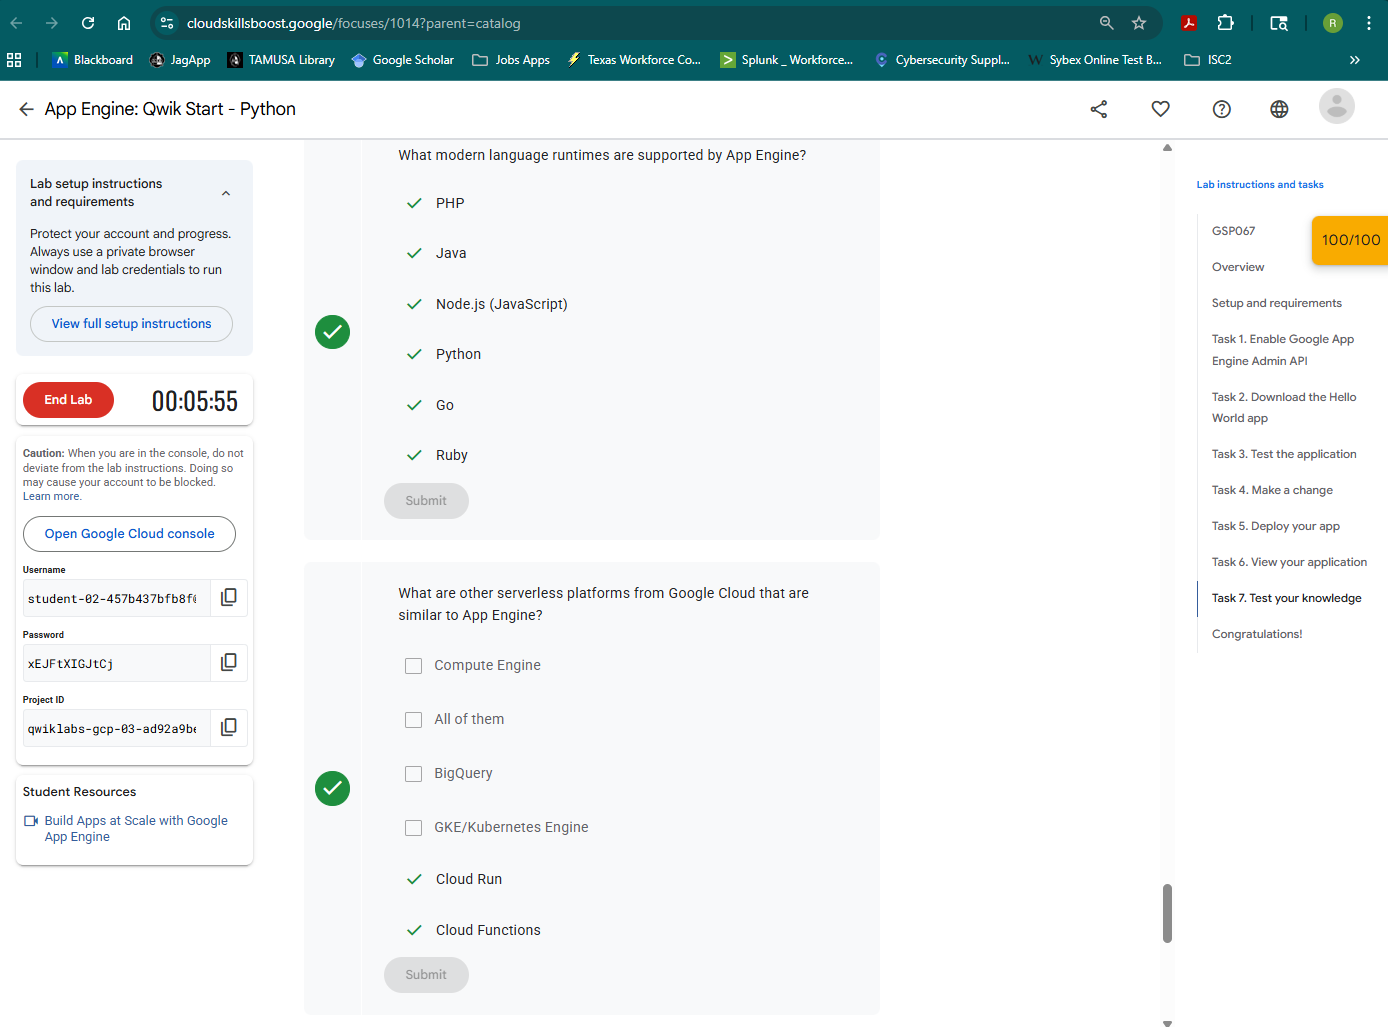 cloudskillsboost.google/focuses/1014?parent=catalog
R
Blackboard
JagApp
TAMUSA Library
Google Scholar
Jobs Apps
Texas Workforce Co...
Splunk _ Workforce...
Cybersecurity Suppl...
W
Sybex Online Test B...
ISC2
App Engine: Qwik Start - Python
Lab setup instructions
and requirements
Protect your account and progress.
Always use a private browser
window and lab credentials to run
this lab.
View full setup instructions
End Lab
00:05:55
Caution: When you are in the console, do not
deviate from the lab instructions. Doing so
may cause your account to be blocked.
Learn more.
Open Google Cloud console
Username
student-02-457b437bfb8f
Password
xEJFtXIGJtCj
Project ID
qwiklabs-gcp-03-ad92a9b
Student Resources
Build Apps at Scale with Google
App Engine
What modern language runtimes are supported by App Engine?
PHP
Java
Node.js (JavaScript)
Python
Go
Ruby
Submit
What are other serverless platforms from Google Cloud that are
similar to App Engine?
Compute Engine
All of them
BigQuery
GKE/Kubernetes Engine
Cloud Run
Cloud Functions
Submit
Lab instructions and tasks
GSP067
100/100
Overview
Setup and requirements
Task 1. Enable Google App
Engine Admin API
Task 2. Download the Hello
World app
Task 3. Test the application
Task 4. Make a change
Task 5. Deploy your app
Task 6. View your application
Task 7. Test your knowledge
Congratulations!